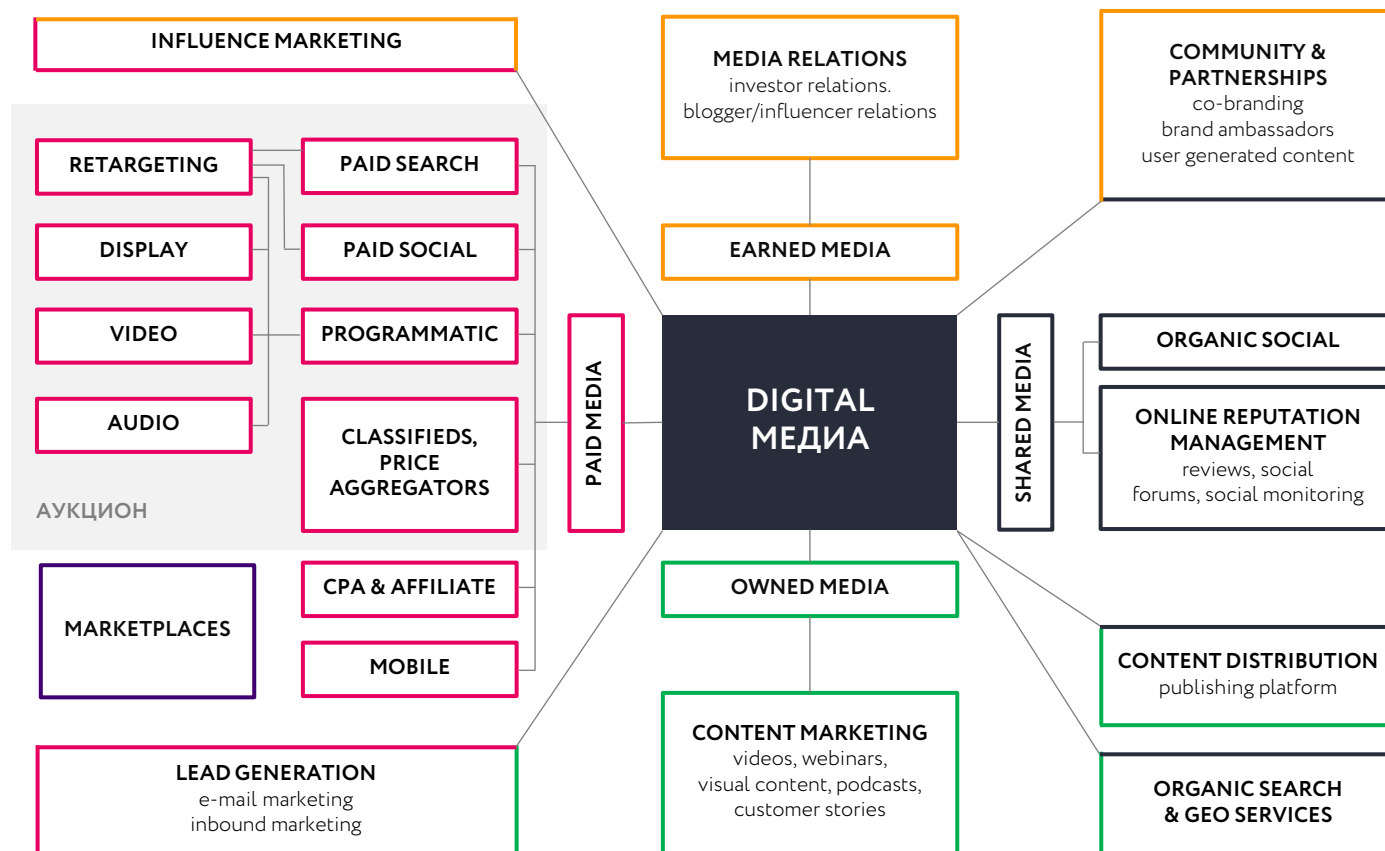 INFLUENCE MARKETING
MEDIA RELATIONS
investor relations.
blogger/influencer relations
COMMUNITY &
PARTNERSHIPS
co-branding
brand ambassadors
user generated content
RETARGETING
PAID SEARCH
DISPLAY
PAID SOCIAL
EARNED MEDIA
VIDEO
PROGRAMMATIC
AUDIO
CLASSIFIEDS,
PRICE
AGGREGATORS
АУКЦИОН
PAID MEDIA
DIGITAL
МЕДИА
SHARED MEDIA
ORGANIC SOCIAL
ONLINE REPUTATION
MANAGEMENT
reviews, social
forums, social monitoring
MARKETPLACES
CPA & AFFILIATE
MOBILE
OWNED MEDIA
CONTENT DISTRIBUTION
publishing platform
LEAD GENERATION
e-mail marketing
inbound marketing
CONTENT MARKETING
videos, webinars,
visual content, podcasts,
customer stories
ORGANIC SEARCH
& GEO SERVICES